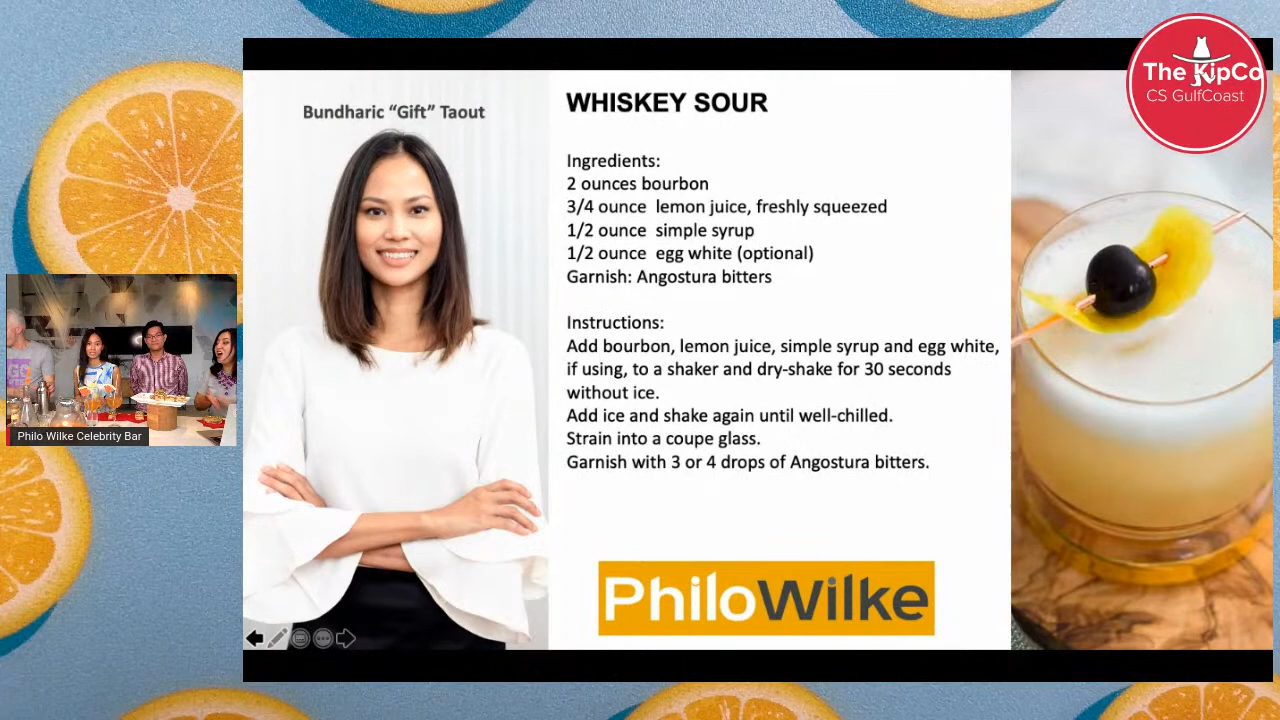 The KipCo
CS GulfCoast
Bundharic “Gift” Taout
WHISKEY SOUR
Ingredients:
2 ounces bourbon
3/4 ounce  lemon juice, freshly squeezed
1/2 ounce  simple syrup
1/2 ounce  egg white (optional)
Garnish: Angostura bitters
Instructions:
Add bourbon, lemon juice, simple syrup and egg white,
if using, to a shaker and dry-shake for 30 seconds
without ice.
Add ice and shake again until well-chilled.
Strain into a coupe glass.
Garnish with 3 or 4 drops of Angostura bitters.
Philo Wilke Celebrity Bar
PhiloWilke